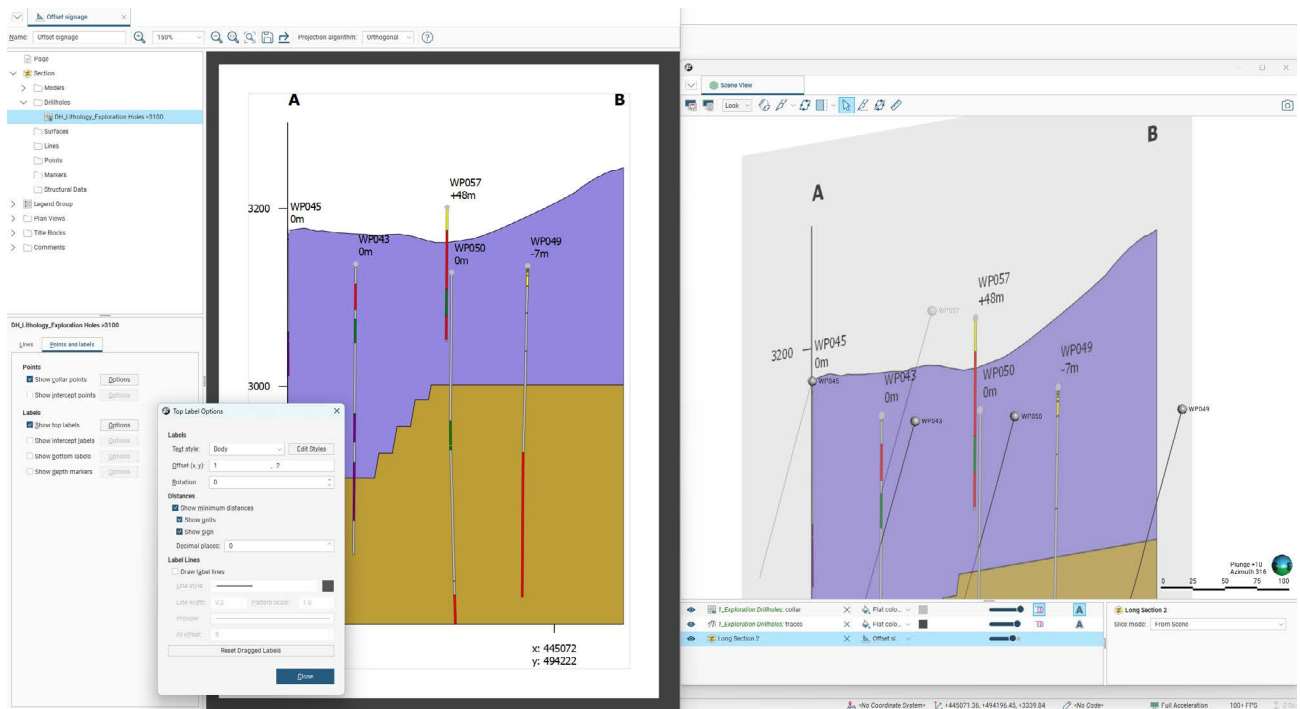 Offset signage
Name: Offset signage 150% Projection algorithm: Orthogonal
Page
Section
Models
Drillholes
DH_Lithology_Exploration Holes >3100
Surfaces
Lines
Points
Markers
Structural Data
Legend Group
Plan Views
Title Blocks
Comments
DH_Lithology_Exploration Holes >3100
Lines Points and labels
Points
Show collar points Options
Show intercept points Options
Labels
Show top labels Options
Show intercept labels Options
Show bottom labels Options
Show depth markers Options
A B
WP057
+48m
3200
WP045
0m
WP043
0m
WP050
0m
WP049
-7m
3000
x: 445072
y: 494222
Top Label Options
Labels
Text style: Body Edit Styles
Offset (x, y): 1 , 2
Rotation 0
Distances
Show minimum distances
Show units
Show sign
Decimal places: 0
Label Lines
Draw label lines
Line style:
Line width: 0.2 Pattern scale: 1.0
Preview:
At offset: 5
Reset Dragged Labels
Close
Scene View
Look
B
A
WP057
+48m
WP057
3200
WP045
0m
WP045
WP043
0m
WP043
WP050
0m
WP050
WP049
-7m
WP049
Plunge +10
Azimuth 316
0 25 50 75 100
1_Exploration Drillholes: collar Flat colo...
1_Exploration Drillholes: traces Flat colo...
Long Section 2 Offset si...
Long Section 2
Slice mode: From Scene
<No Coordinate System> +445071.06, +494196.45, +3339.84 <No Code> Full Acceleration 100+ FPS